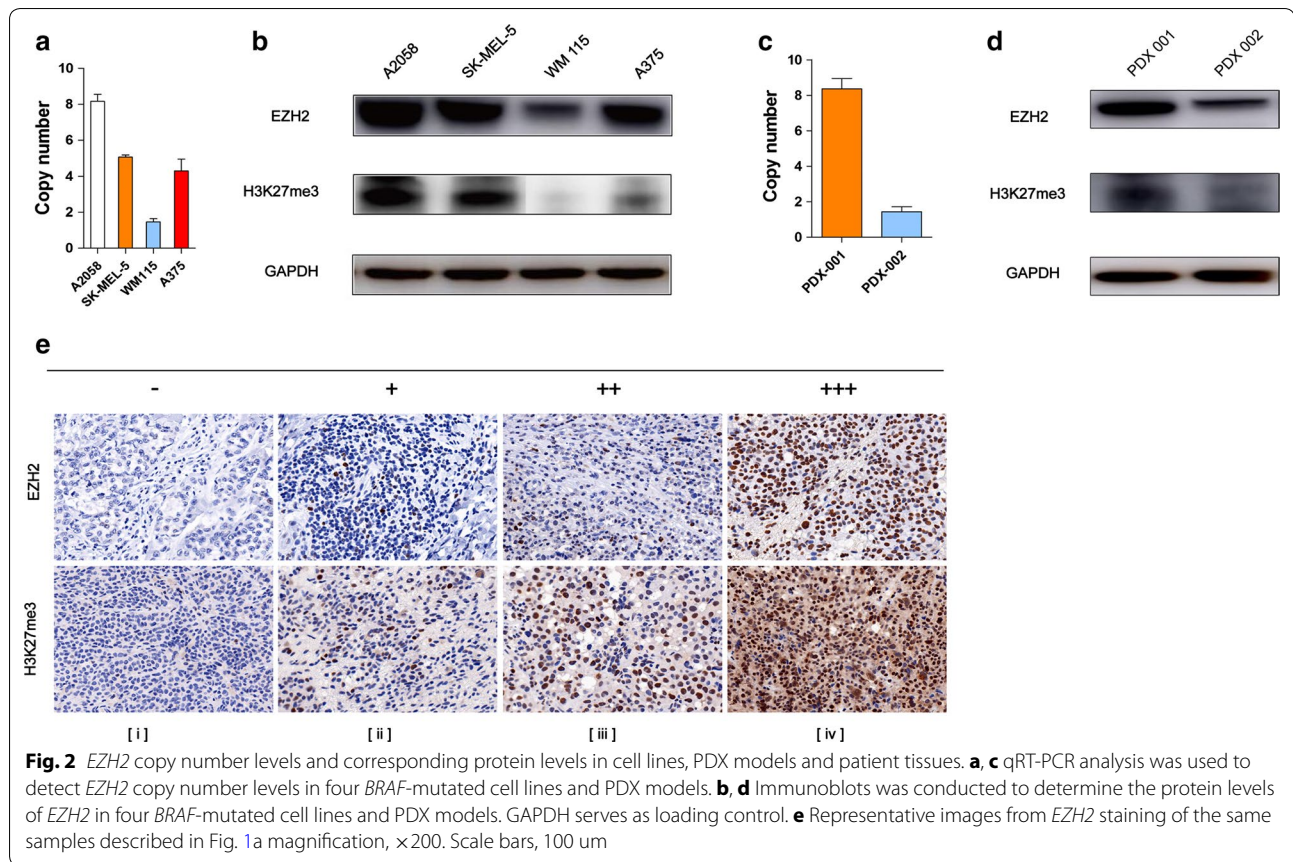 a
Copy number
10
8
6
4
2
0
A2058
SK-MEL-5
WM115
A375
b
A2058
SK-MEL-5
WM 115
A375
EZH2
H3K27me3
GAPDH
c
Copy number
10
8
6
4
2
0
PDX-001
PDX-002
d
PDX 001
PDX 002
EZH2
H3K27me3
GAPDH
e
- + ++ +++
EZH2
H3K27me3
[ i ] [ ii ] [ iii ] [ iv ]
Fig. 2 EZH2 copy number levels and corresponding protein levels in cell lines, PDX models and patient tissues. a, c qRT-PCR analysis was used to
detect EZH2 copy number levels in four BRAF-mutated cell lines and PDX models. b, d Immunoblots was conducted to determine the protein levels
of EZH2 in four BRAF-mutated cell lines and PDX models. GAPDH serves as loading control. e Representative images from EZH2 staining of the same
samples described in Fig. 1a magnification, ×200. Scale bars, 100 um